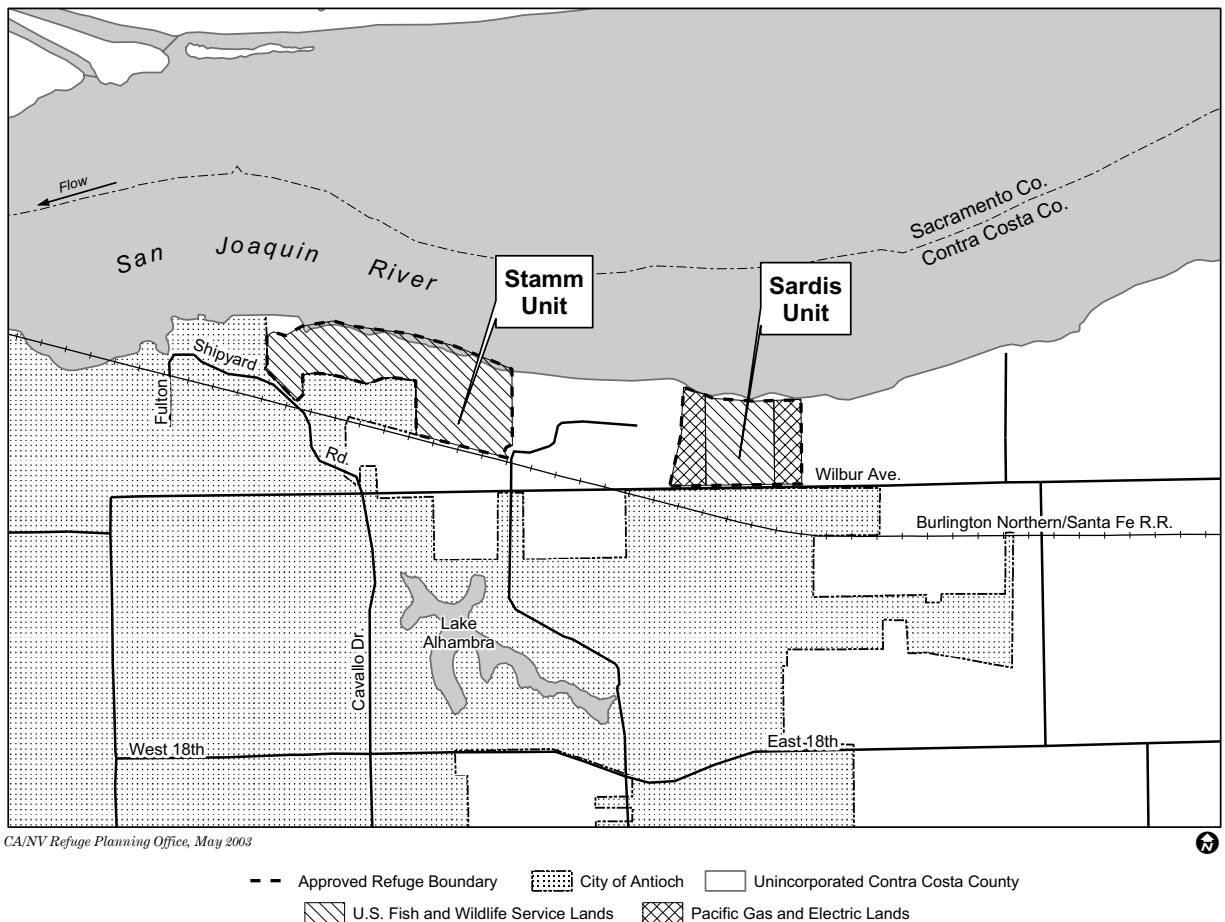 Flow
San Joaquin River
Sacramento Co.
Contra Costa Co.
Stamm
Unit
Sardis
Unit
Shipyard
Fulton
Rd.
Wilbur Ave.
Burlington Northern/Santa Fe R.R.
Lake
Alhambra
Cavallo Dr.
West 18th
East 18th
CA/NV Refuge Planning Office, May 2003
N
Approved Refuge Boundary
City of Antioch
Unincorporated Contra Costa County
U.S. Fish and Wildlife Service Lands
Pacific Gas and Electric Lands